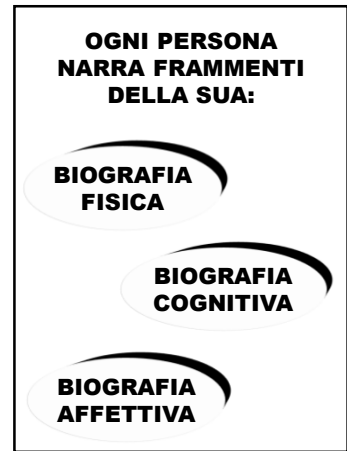 OGNI PERSONA
NARRA FRAMMENTI
DELLA SUA:
BIOGRAFIA
FISICA
BIOGRAFIA
COGNITIVA
BIOGRAFIA
AFFETTIVA